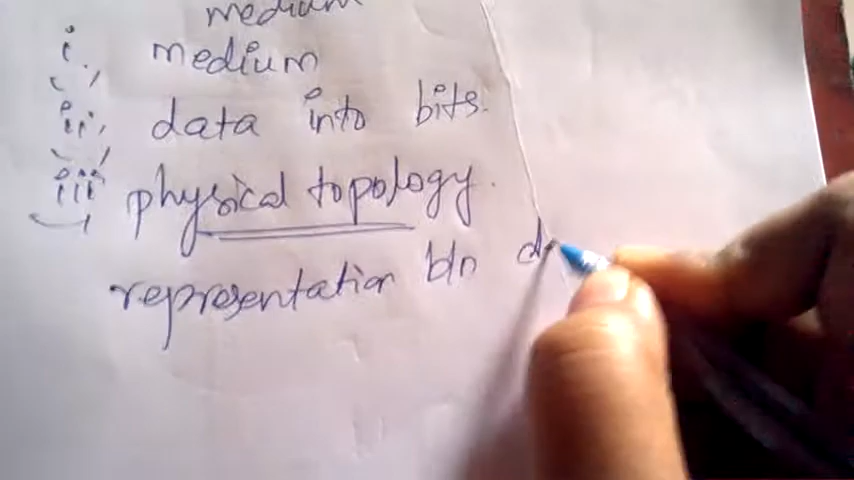 medium
i. medium
ii, data into bits.
iii physical topology.
representation b/n d